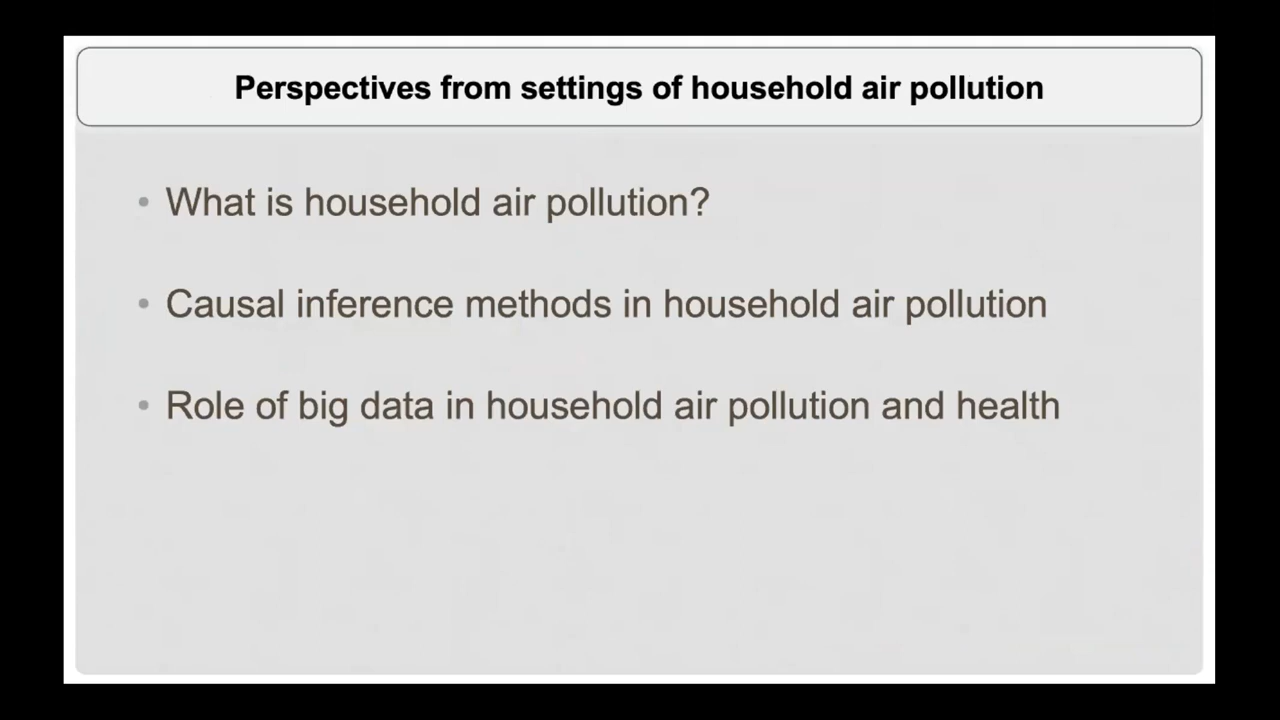 Perspectives from settings of household air pollution
• What is household air pollution?
• Causal inference methods in household air pollution
• Role of big data in household air pollution and health